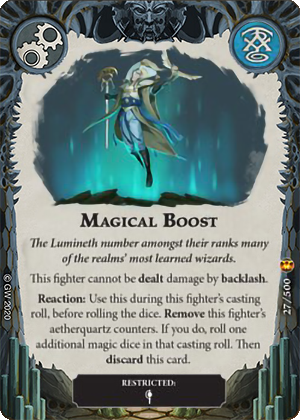 MAGICAL BOOST
The Lumineth number amongst their ranks many
of the realms' most learned wizards.
This fighter cannot be dealt damage by backlash.
Reaction: Use this during this fighter's casting
roll, before rolling the dice. Remove this fighter's
aetherquartz counters. If you do, roll one
additional magic dice in that casting roll. Then
discard this card.
RESTRICTED:
© GW 2020
27/500